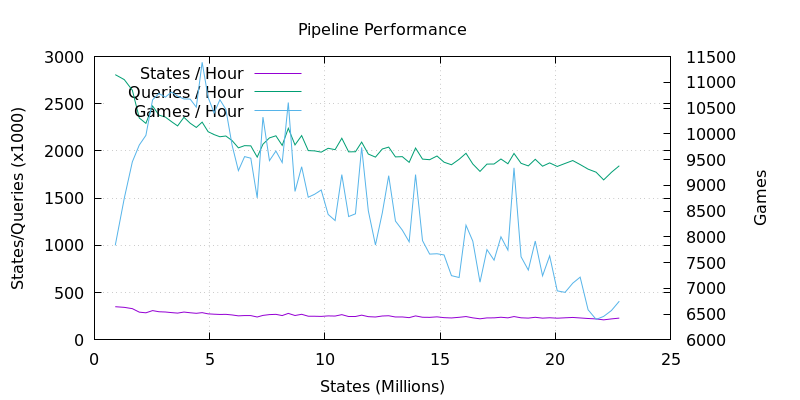 Pipeline Performance
States / Hour
Queries / Hour
Games / Hour
States/Queries (x1000)
3000
2500
2000
1500
1000
500
0
11500
11000
10500
10000
9500
9000
8500
8000
7500
7000
6500
6000
Games
0 5 10 15 20 25
States (Millions)